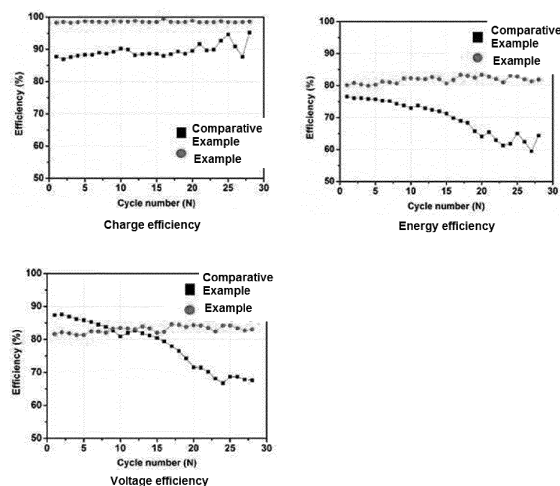 100
90
80
70
60
50
Efficiency (%)
Comparative
Example
Example
0 5 10 15 20 25 30
Cycle number (N)
Charge efficiency
100
90
80
70
60
50
Efficiency (%)
Comparative
Example
Example
0 5 10 15 20 25 30
Cycle number (N)
Energy efficiency
100
90
80
70
60
50
Efficiency (%)
Comparative
Example
Example
0 5 10 15 20 25 30
Cycle number (N)
Voltage efficiency